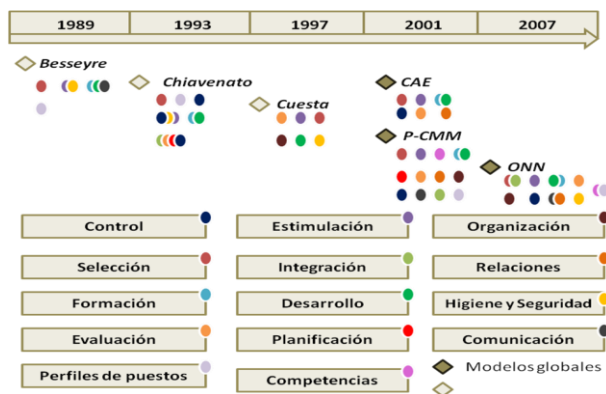 1989 1993 1997 2001 2007
Besseyre
Chiavenato
CAE
Cuesta
P-CMM
ONN
Control Estimulación Organización
Selección Integración Relaciones
Formación Desarrollo Higiene y Seguridad
Evaluación Planificación Comunicación
Perfiles de puestos Competencias Modelos globales